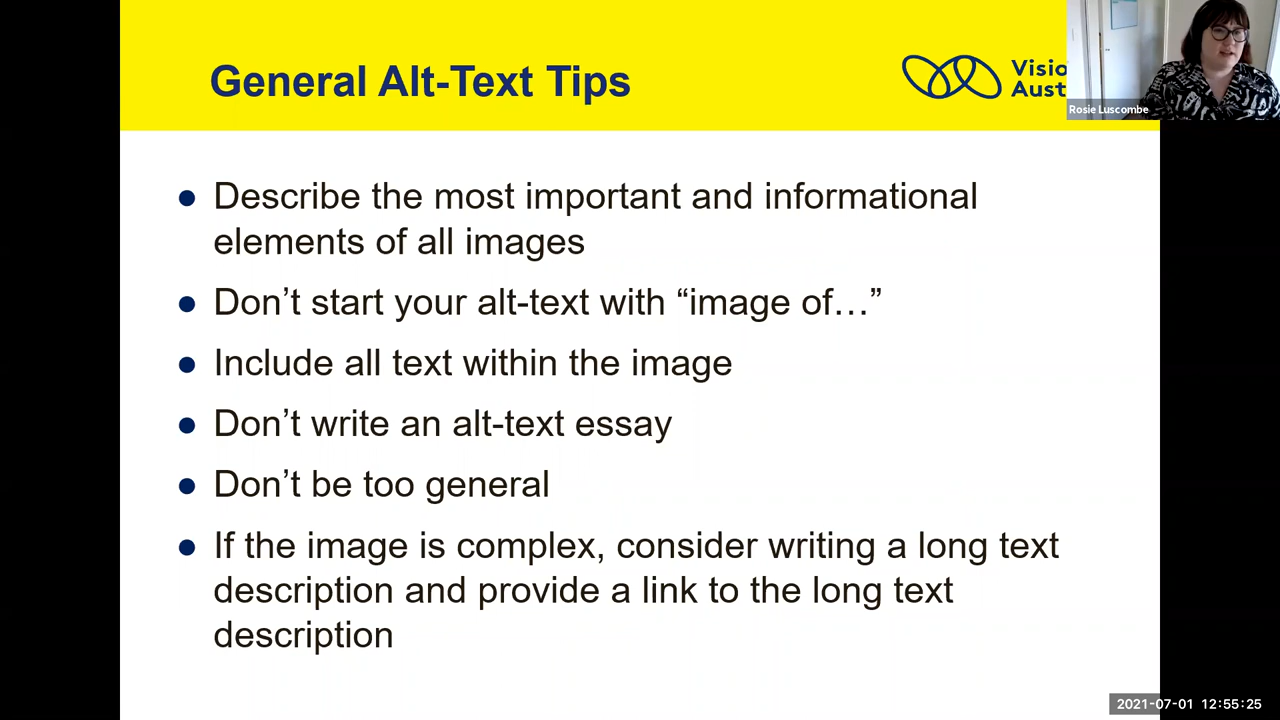 General Alt-Text Tips
Visio
Aust
Rosie Luscombe
● Describe the most important and informational
elements of all images
● Don’t start your alt-text with “image of…”
● Include all text within the image
● Don’t write an alt-text essay
● Don’t be too general
● If the image is complex, consider writing a long text
description and provide a link to the long text
description
2021-07-01 12:55:25